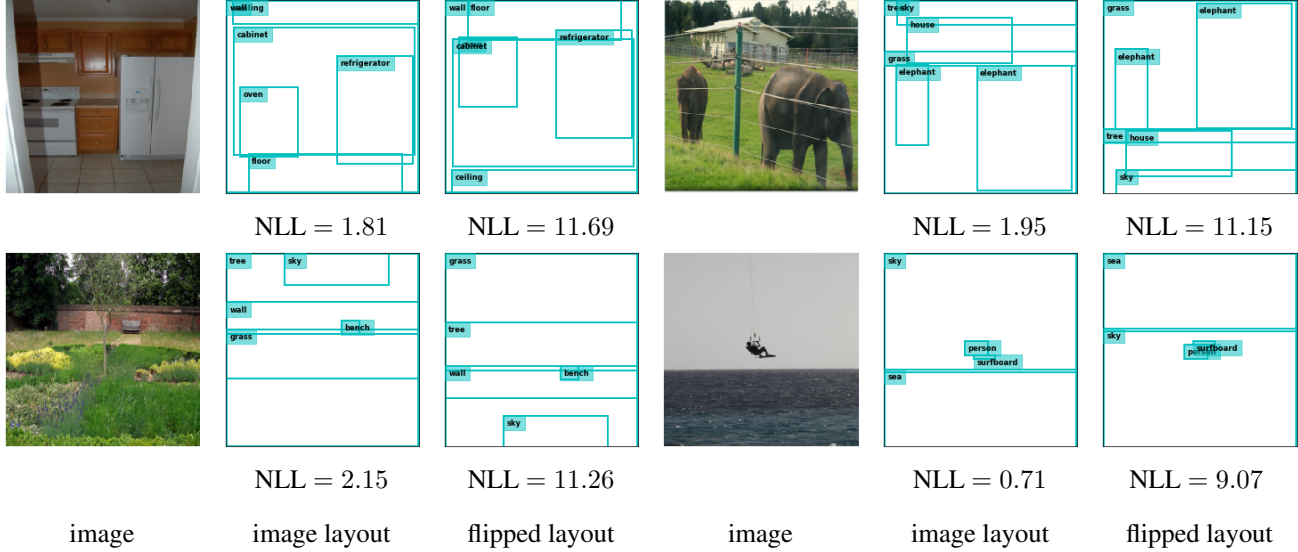 wall
cabinet
refrigerator
oven
floor
wall floor
refrigerator
cabinet
ceiling
sky
house
grass
elephant elephant
grass elephant
elephant
tree house
sky
NLL = 1.81 NLL = 11.69 NLL = 1.95 NLL = 11.15
tree sky
wall
bench
grass
grass
tree
wall bench
sky
sky
person
surfboard
sea
sea
sky
surfboard
person
NLL = 2.15 NLL = 11.26 NLL = 0.71 NLL = 9.07
image image layout flipped layout image image layout flipped layout